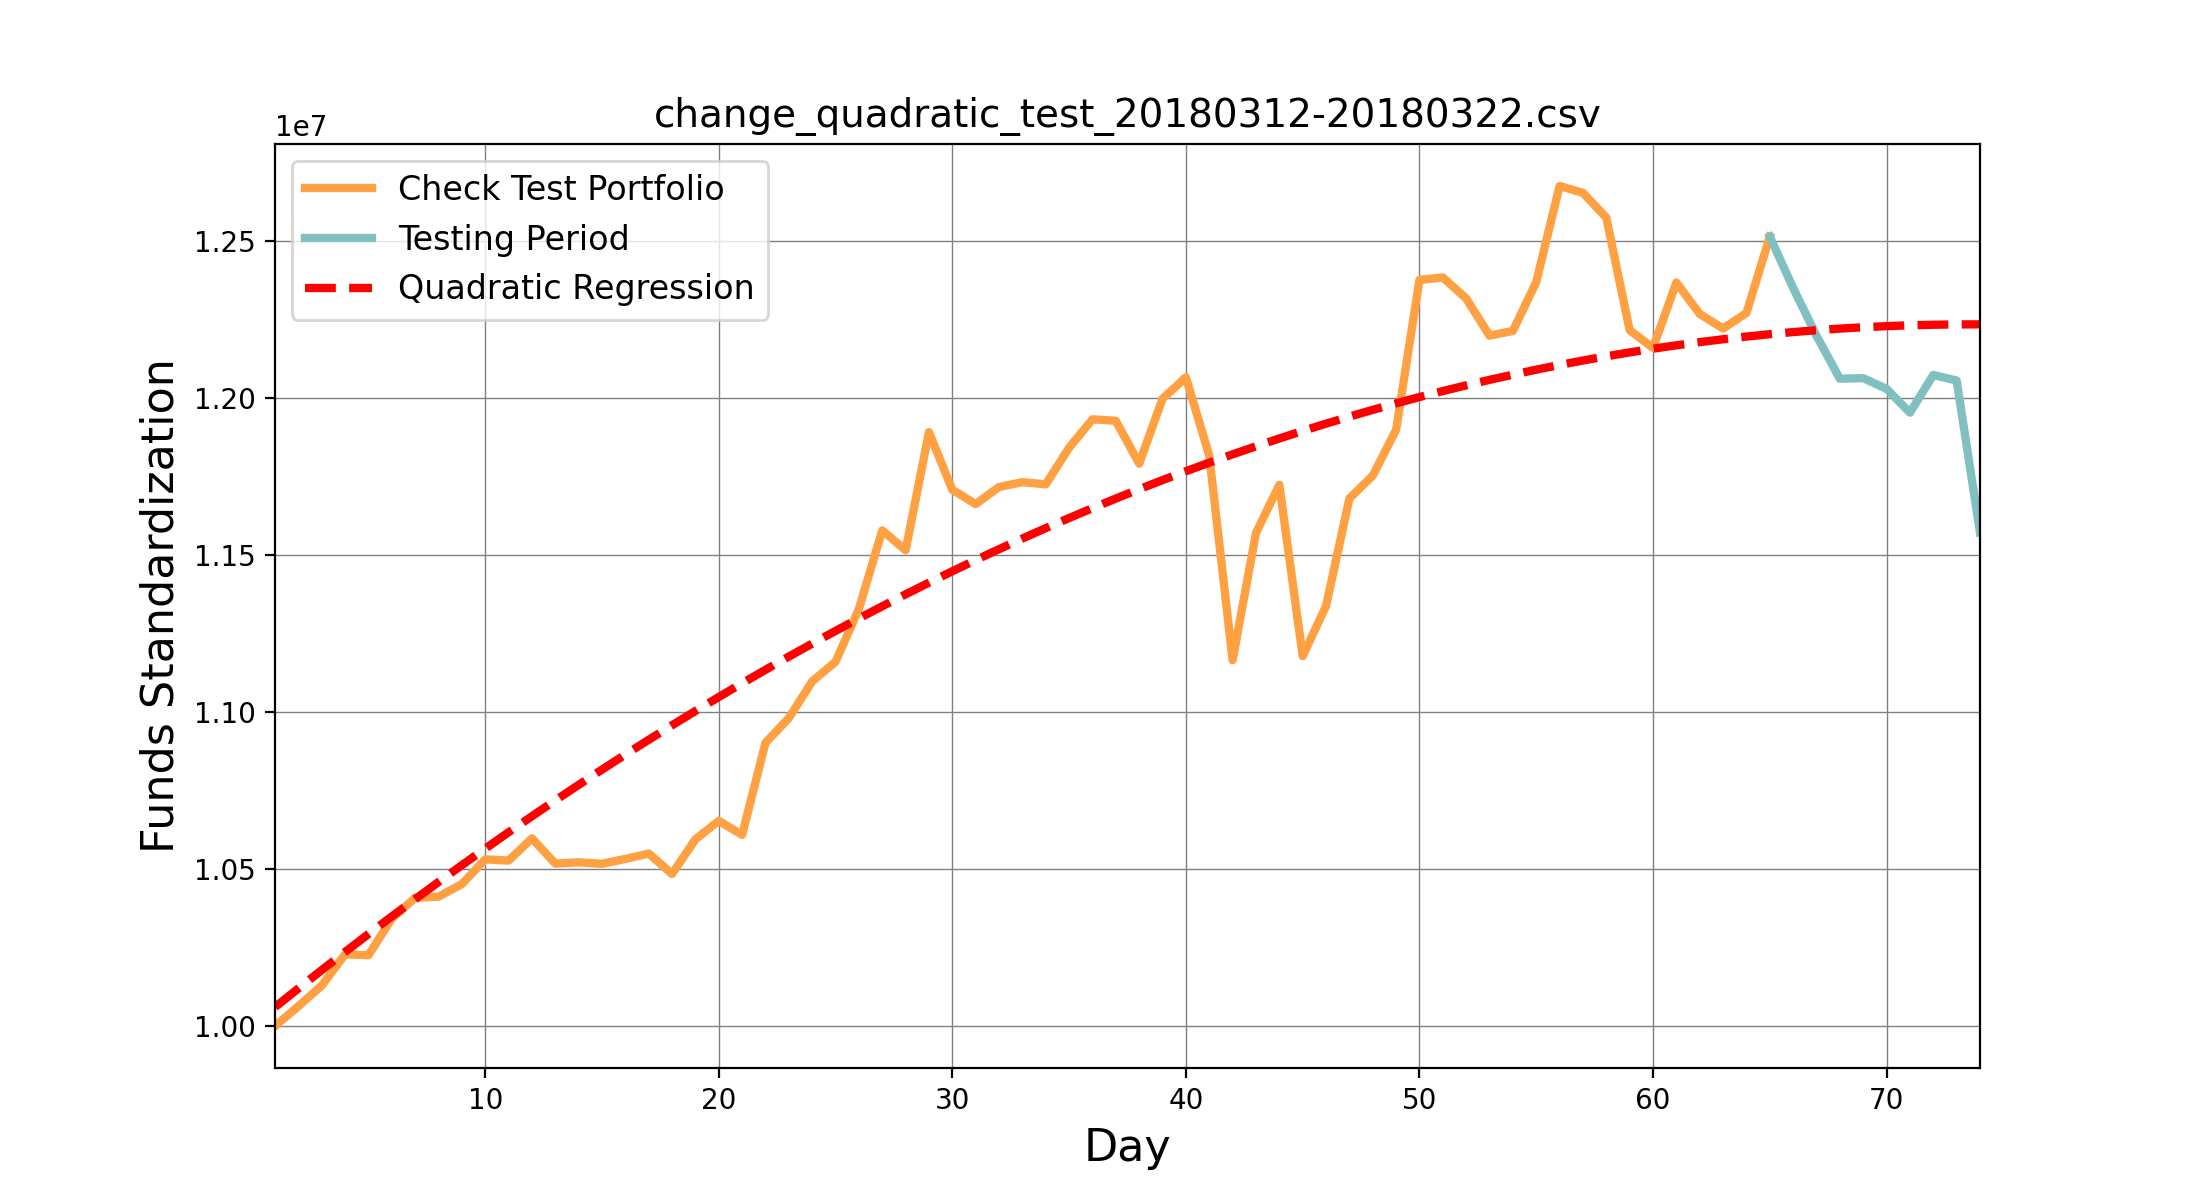 change_quadratic_test_20180312-20180322.csv
1e7
Check Test Portfolio
Testing Period
Quadratic Regression
1.25
1.20
1.15
1.10
1.05
1.00
Funds Standardization
10 20 30 40 50 60 70
Day